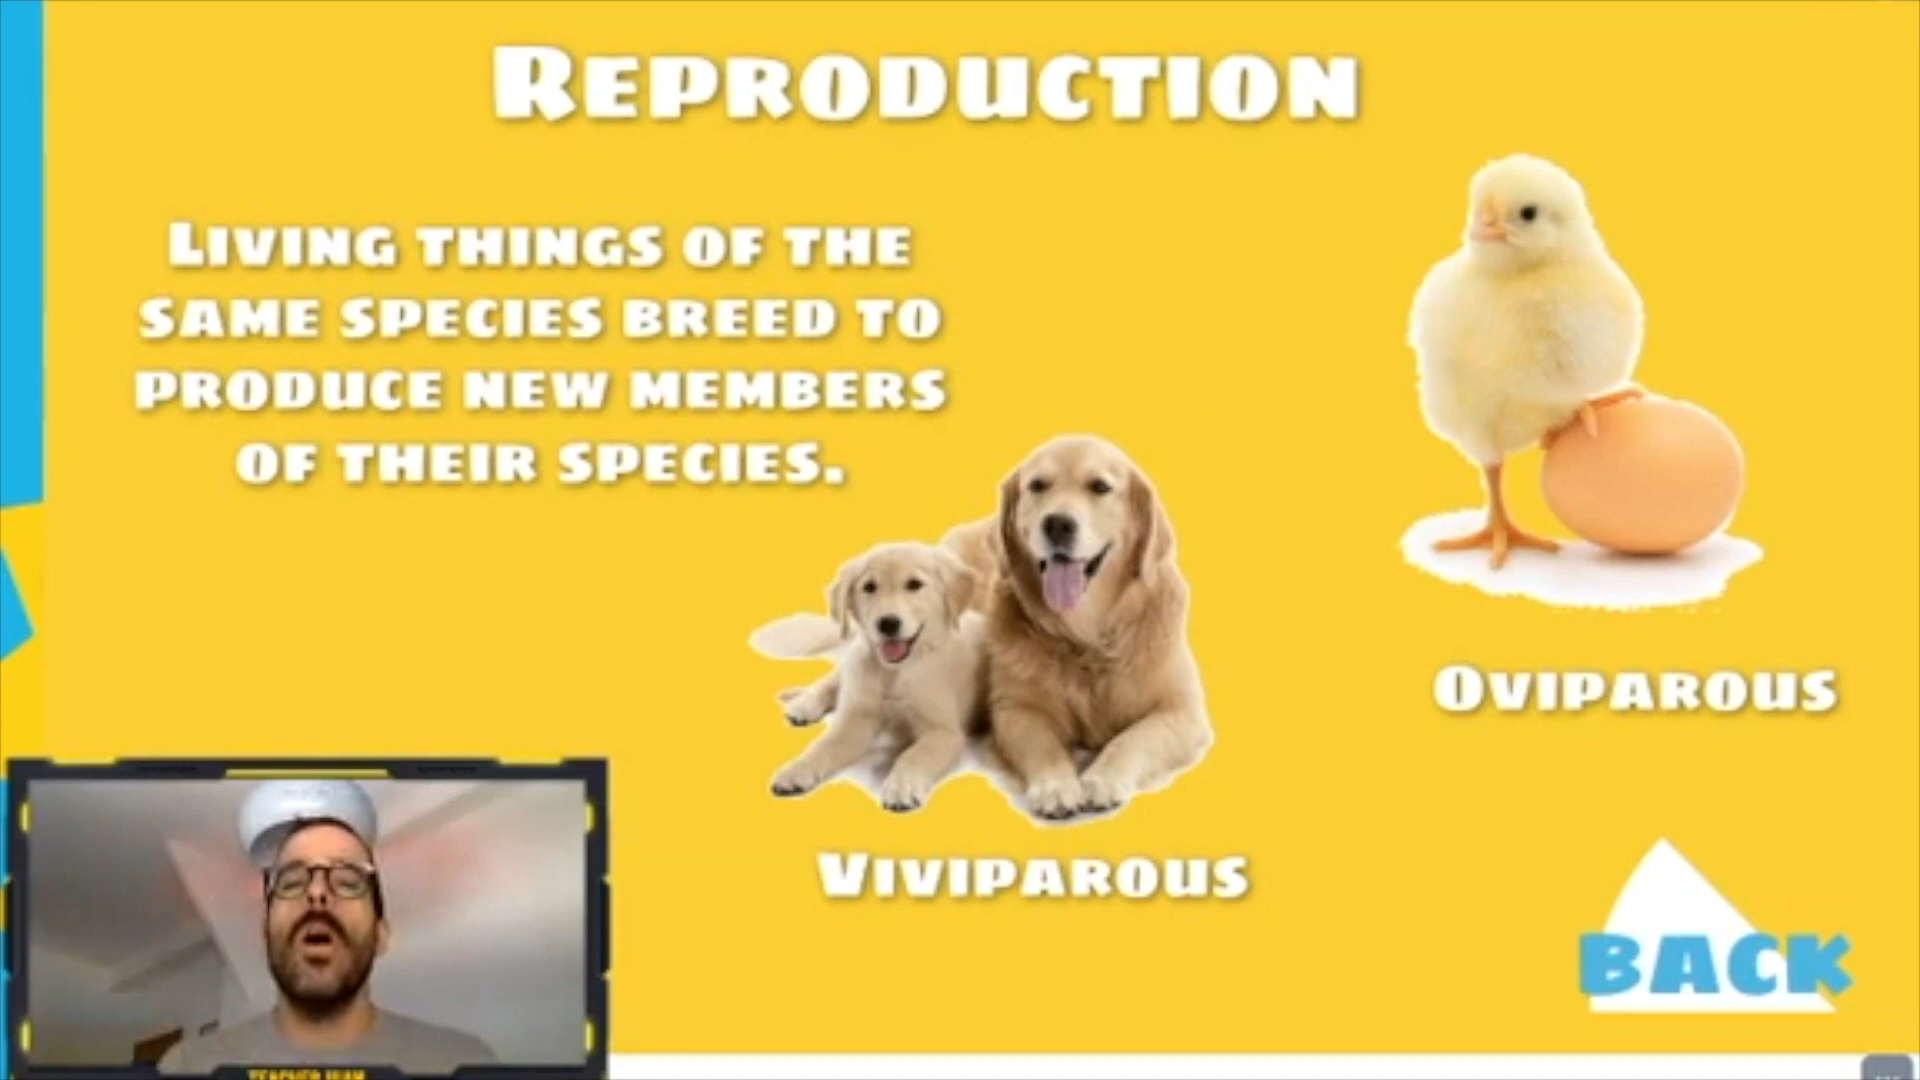 REPRODUCTION
LIVING THINGS OF THE
SAME SPECIES BREED TO
PRODUCE NEW MEMBERS
OF THEIR SPECIES.
OVIPAROUS
VIVIPAROUS
BACK